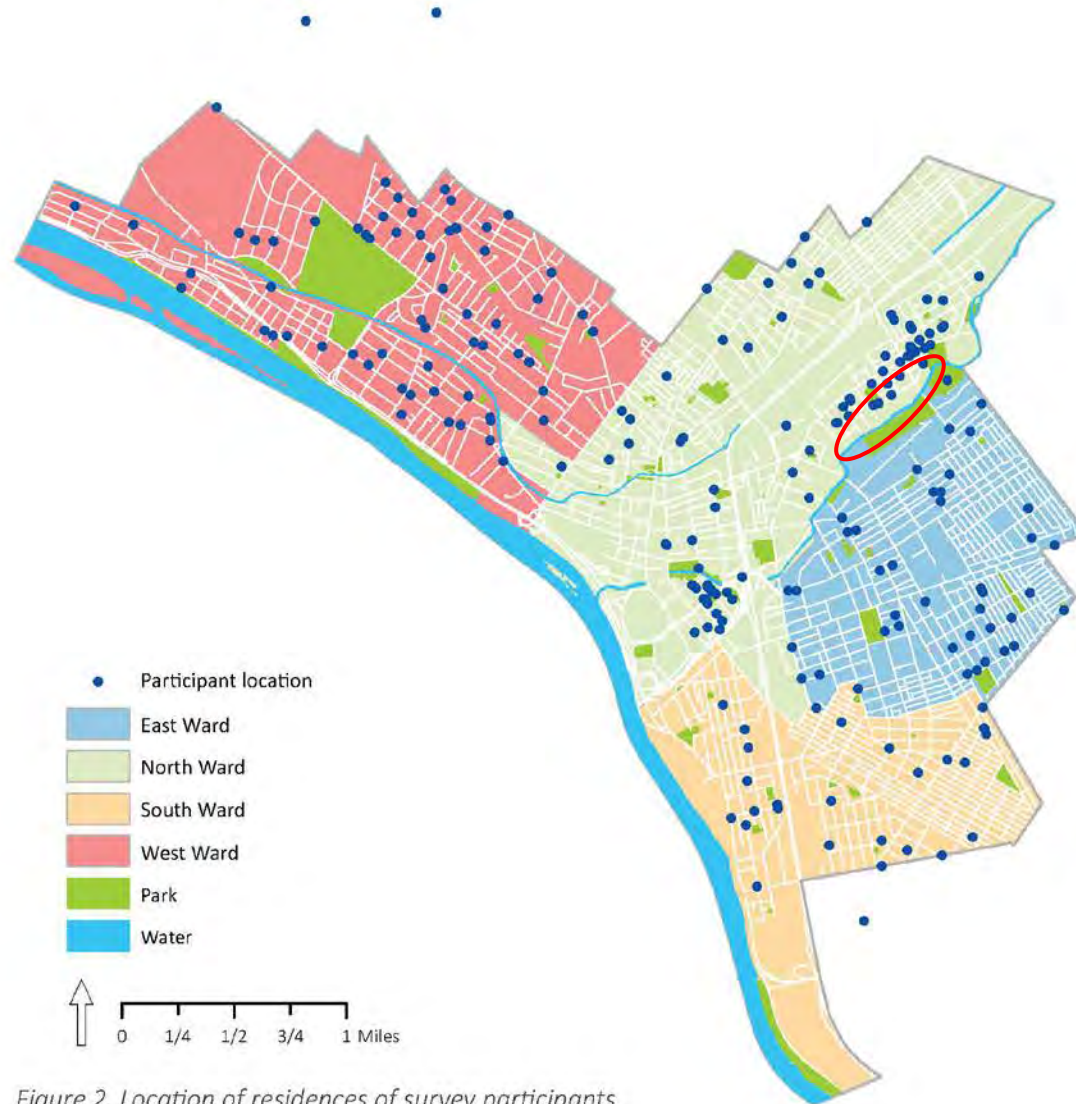 Participant location
East Ward
North Ward
South Ward
West Ward
Park
Water
0 1/4 1/2 3/4 1 Miles
Figure 2. Location of residences of survey participants